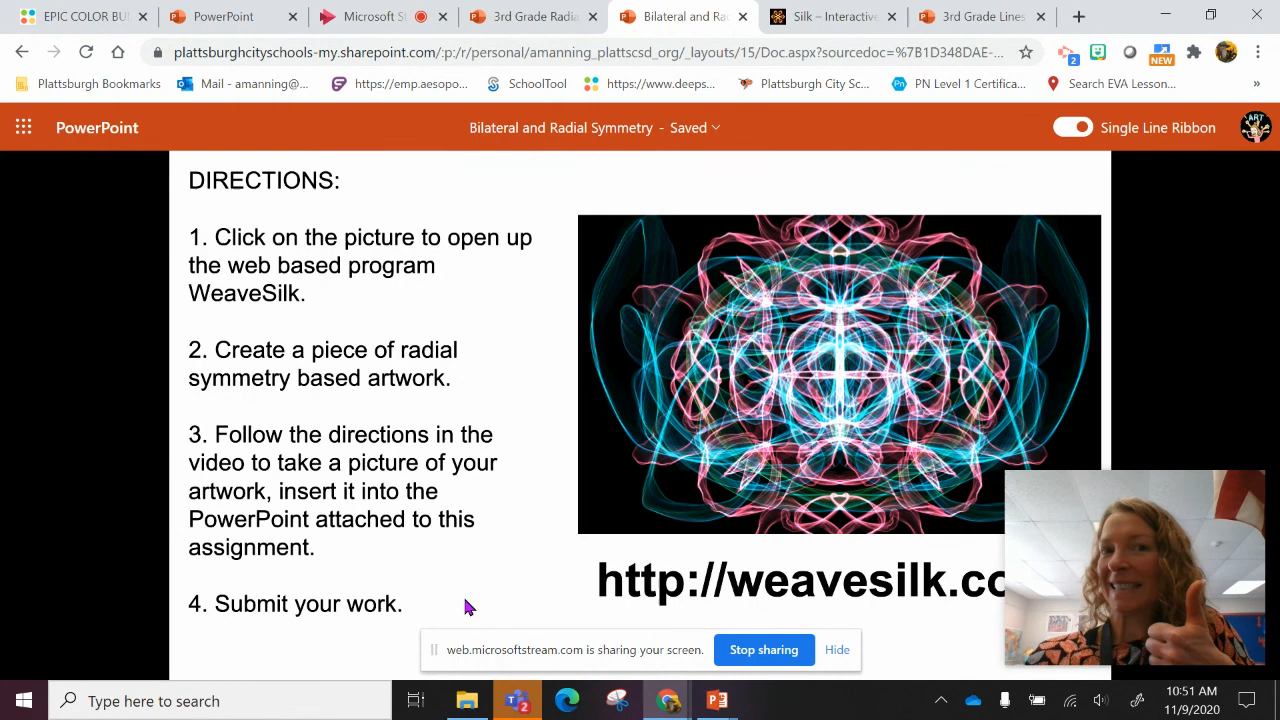 EPIC COLOR BU
PowerPoint
Microsoft S
3rd Grade Radia
Bilateral and Ra
Silk – Interactive
3rd Grade Lines
plattsburghcityschools-my.sharepoint.com/:p:/r/personal/amanning_plattscsd_org/_layouts/15/Doc.aspx?sourcedoc=%7B1D348DAE-...
2
NEW
Plattsburgh Bookmarks
Mail - amanning@...
https://emp.aesopo...
SchoolTool
https://www.deeps...
Plattsburgh City Sc...
PN Level 1 Certifica...
Search EVA Lesson...
»
PowerPoint
Bilateral and Radial Symmetry - Saved
Single Line Ribbon
ART
DIRECTIONS:
1. Click on the picture to open up
the web based program
WeaveSilk.
2. Create a piece of radial
symmetry based artwork.
3. Follow the directions in the
video to take a picture of your
artwork, insert it into the
PowerPoint attached to this
assignment.
4. Submit your work.
http://weavesilk.co
web.microsoftstream.com is sharing your screen.
Stop sharing
Hide
Type here to search
2
10:51 AM
11/9/2020